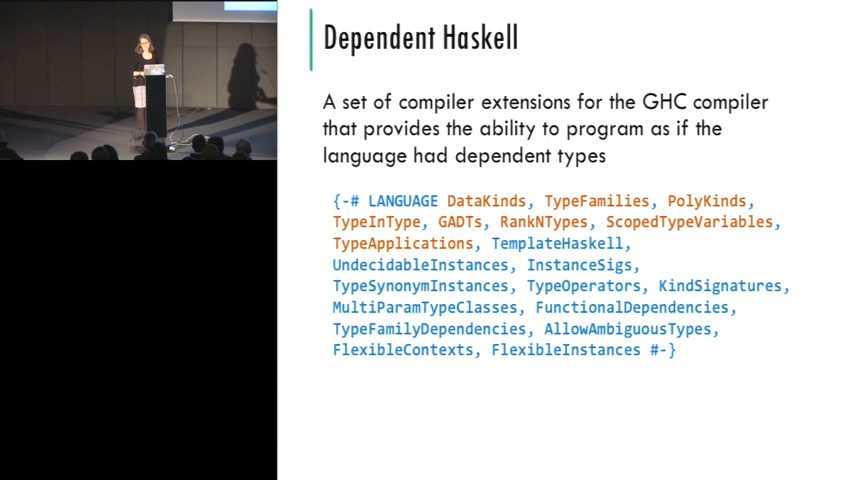 Dependent Haskell
A set of compiler extensions for the GHC compiler
that provides the ability to program as if the
language had dependent types
{-# LANGUAGE DataKinds, TypeFamilies, PolyKinds,
TypeInType, GADTs, RankNTypes, ScopedTypeVariables,
TypeApplications, TemplateHaskell,
UndecidableInstances, InstanceSigs,
TypeSynonymInstances, TypeOperators, KindSignatures,
MultiParamTypeClasses, FunctionalDependencies,
TypeFamilyDependencies, AllowAmbiguousTypes,
FlexibleContexts, FlexibleInstances #-}